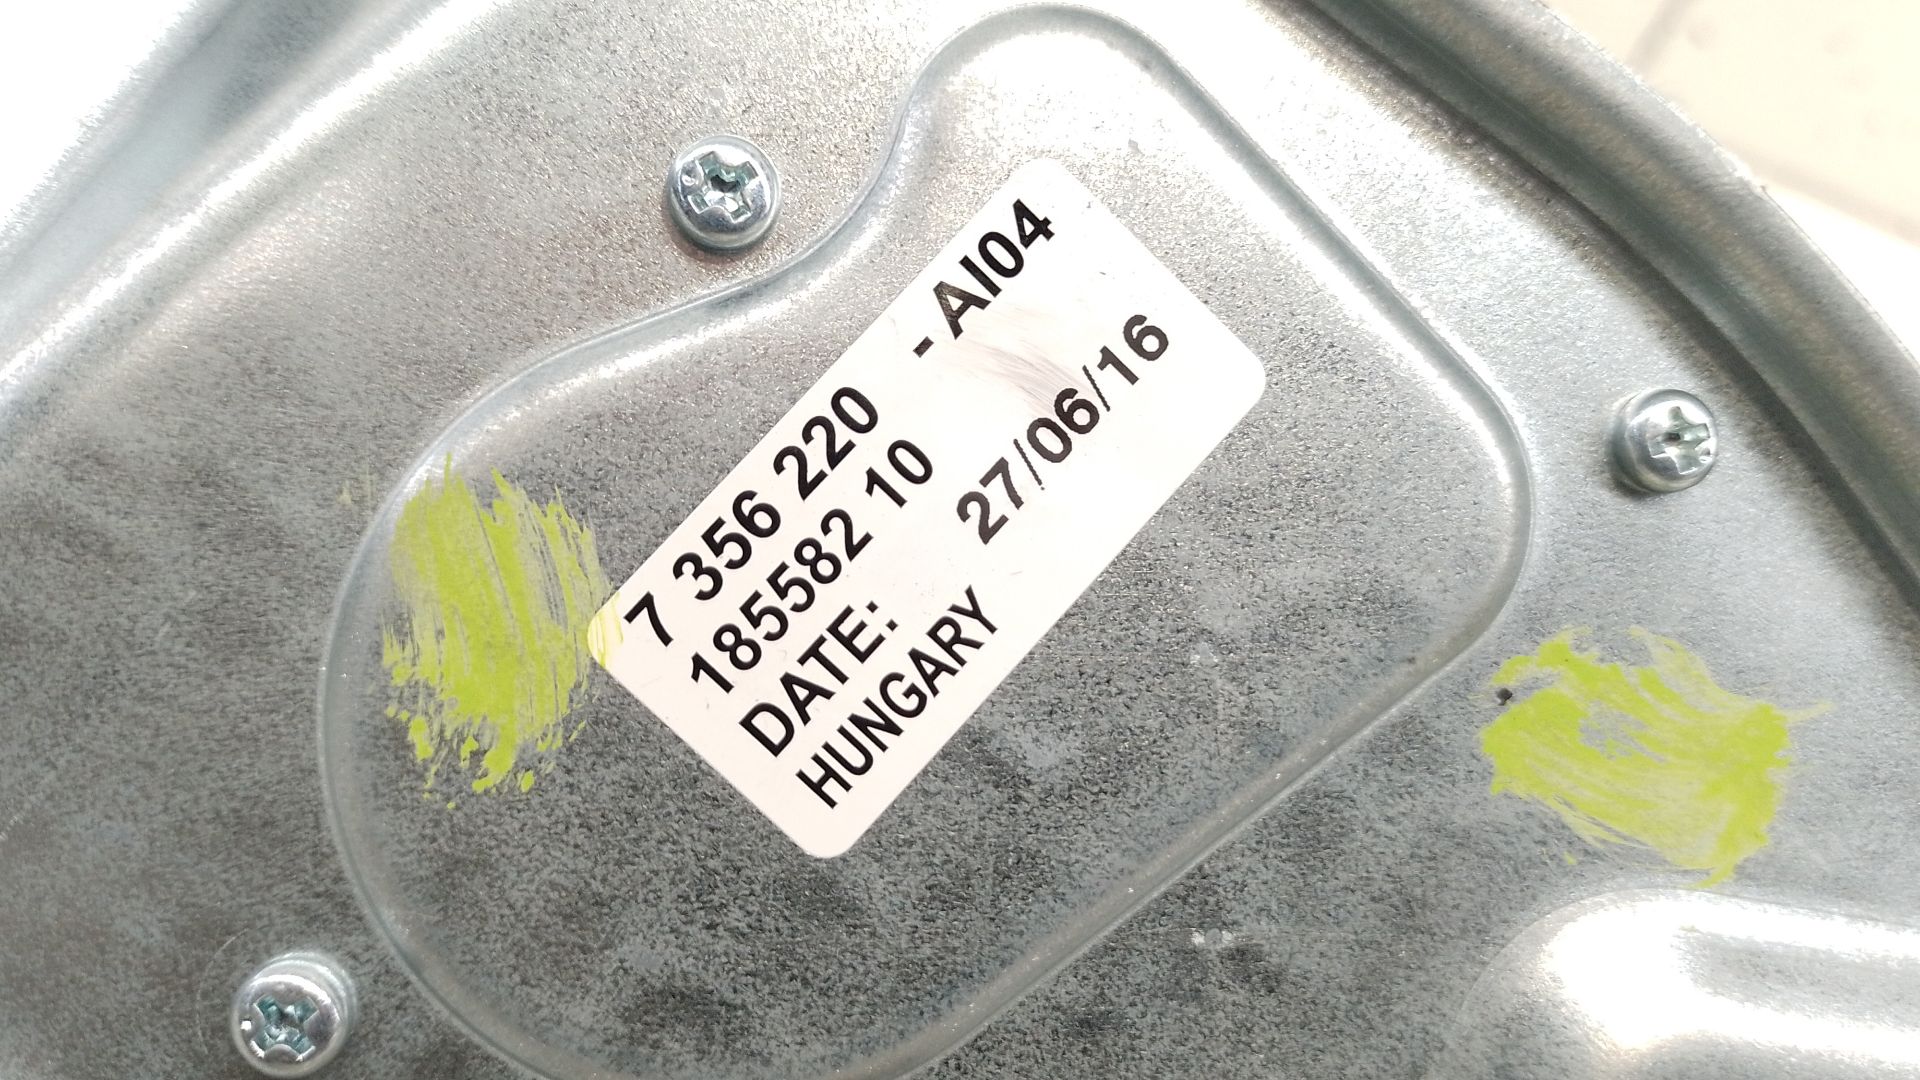 7 356 220 - AI04
185582 10
DATE: 27/06/16
HUNGARY